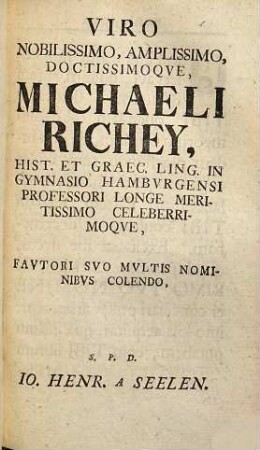 VIRO
NOBILISSIMO, AMPLISSIMO,
DOCTISSIMOQVE,
MICHAELI
RICHEY,
HIST. ET GRAEC. LING. IN
GYMNASIO HAMBVRGENSI
PROFESSORI LONGE MERI-
TISSIMO CELEBERRI-
MOQVE,
FAVTORI SVO MVLTIS NOMI-
NIBVS COLENDO,
S. P. D.
IO. HENR. A SEELEN.